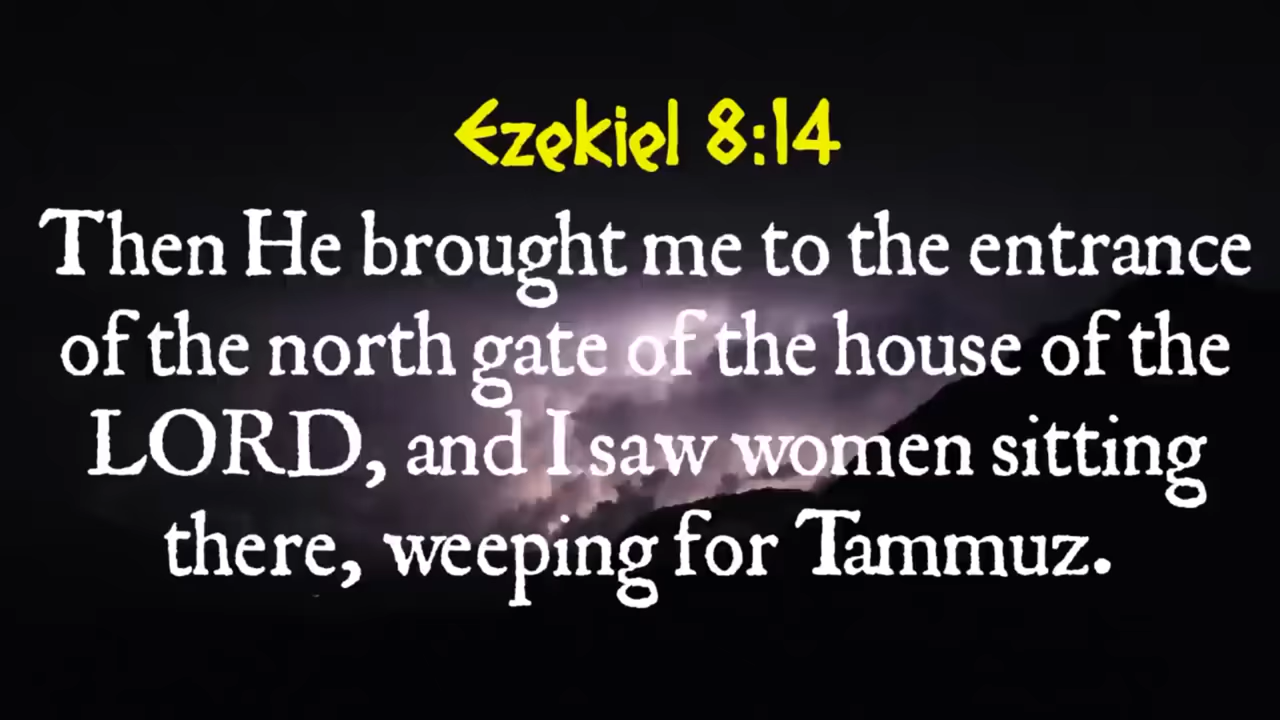 Ezekiel 8:14
Then He brought me to the entrance
of the north gate of the house of the
LORD, and I saw women sitting
there, weeping for Tammuz.